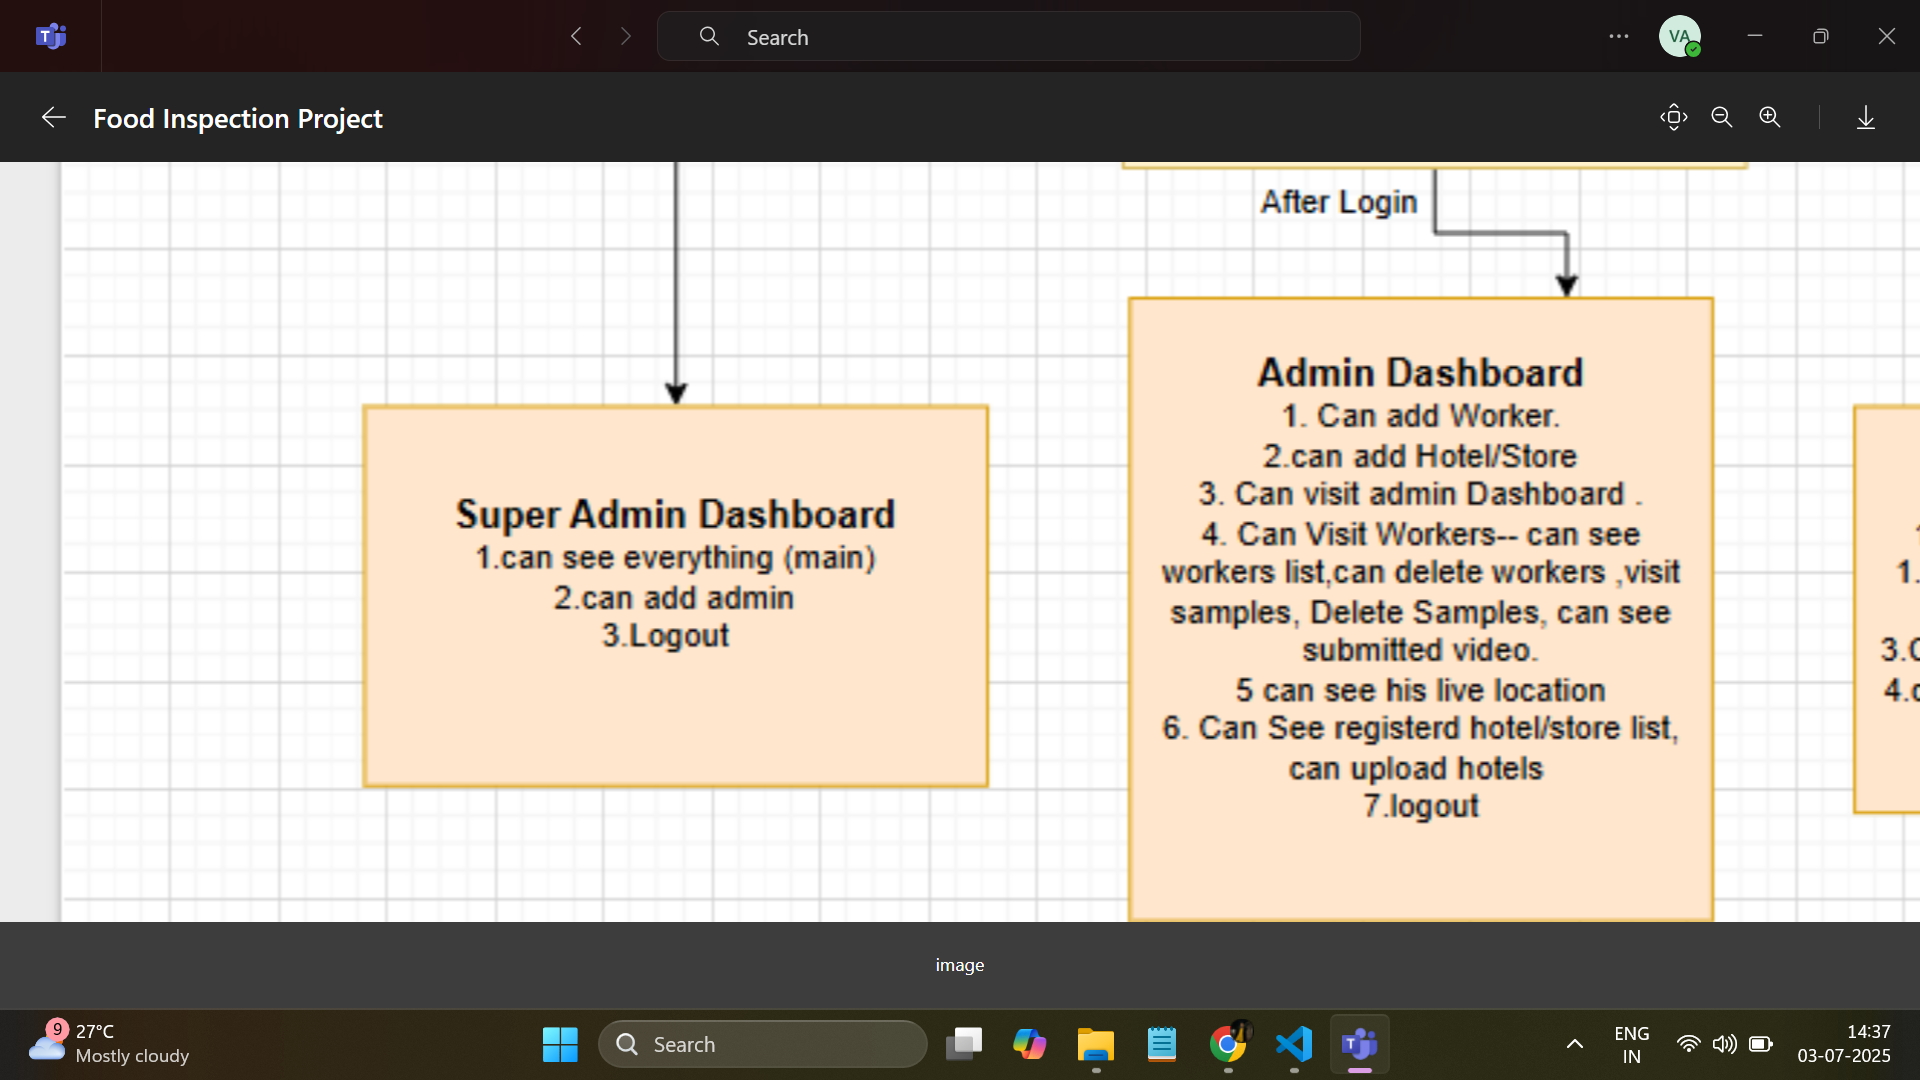 Search
VA
Food Inspection Project
After Login
Admin Dashboard
1. Can add Worker.
2.can add Hotel/Store
3. Can visit admin Dashboard .
4. Can Visit Workers-- can see
workers list,can delete workers ,visit
samples, Delete Samples, can see
submitted video.
5 can see his live location
6. Can See registerd hotel/store list,
can upload hotels
7.logout
Super Admin Dashboard
1.can see everything (main)
2.can add admin
3.Logout
1.
3.
4.
image
9
27°C
Mostly cloudy
Search
ENG
IN
14:37
03-07-2025